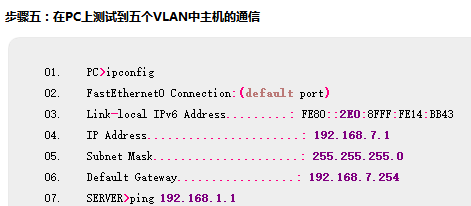 步骤五：在PC上测试到五个VLAN中主机的通信
01. PC>ipconfig
02. FastEthernet0 Connection:(default port)
03. Link-local IPv6 Address.........: FE80::2E0:8FFF:FE14:BB43
04. IP Address......................: 192.168.7.1
05. Subnet Mask.....................: 255.255.255.0
06. Default Gateway.................: 192.168.7.254
07. SERVER>ping 192.168.1.1